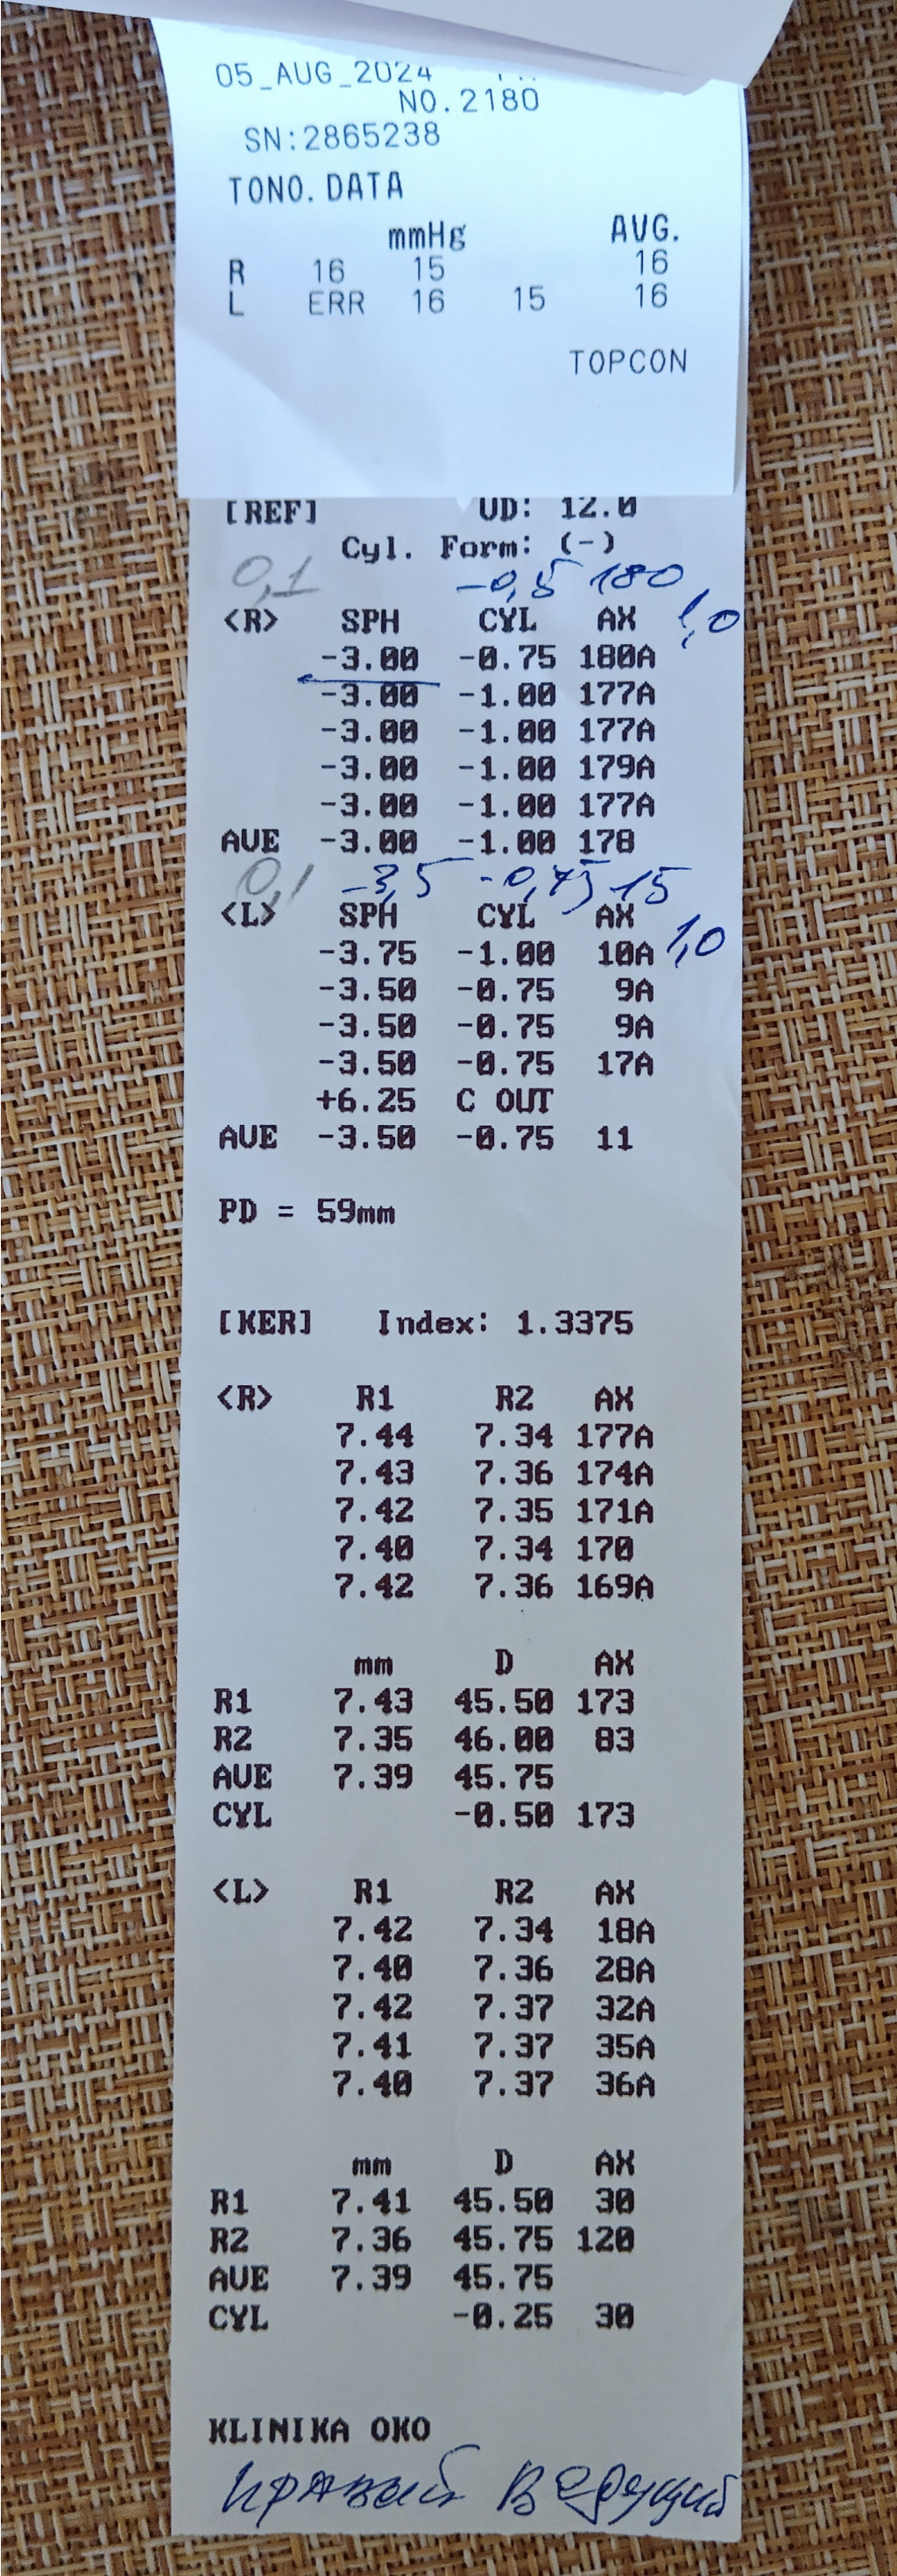 05_AUG_2024
NO.2180
SN:2865238
TONO.DATA
mmHg AVG.
R 16 15 16
L ERR 16 15 16
TOPCON
[REF] VD: 12.0
Cyl. Form: (-)
0,1 -0,5 180
<R> SPH CYL AX 1,0
-3.00 -0.75 180A
-3.00 -1.00 177A
-3.00 -1.00 177A
-3.00 -1.00 179A
-3.00 -1.00 177A
AVE -3.00 -1.00 178
0,1 -3,5 -0,75 15
<L> SPH CYL AX
-3.75 -1.00 10A 1,0
-3.50 -0.75 9A
-3.50 -0.75 9A
-3.50 -0.75 17A
+6.25 C OUT
AVE -3.50 -0.75 11
PD = 59mm
[KER] Index: 1.3375
<R> R1 R2 AX
7.44 7.34 177A
7.43 7.36 174A
7.42 7.35 171A
7.40 7.34 170
7.42 7.36 169A
mm D AX
R1 7.43 45.50 173
R2 7.35 46.00 83
AVE 7.39 45.75
CYL -0.50 173
<L> R1 R2 AX
7.42 7.34 18A
7.40 7.36 28A
7.42 7.37 32A
7.41 7.37 35A
7.40 7.37 36A
mm D AX
R1 7.41 45.50 30
R2 7.36 45.75 120
AVE 7.39 45.75
CYL -0.25 30
KLINIKA OKO
правый ведущий